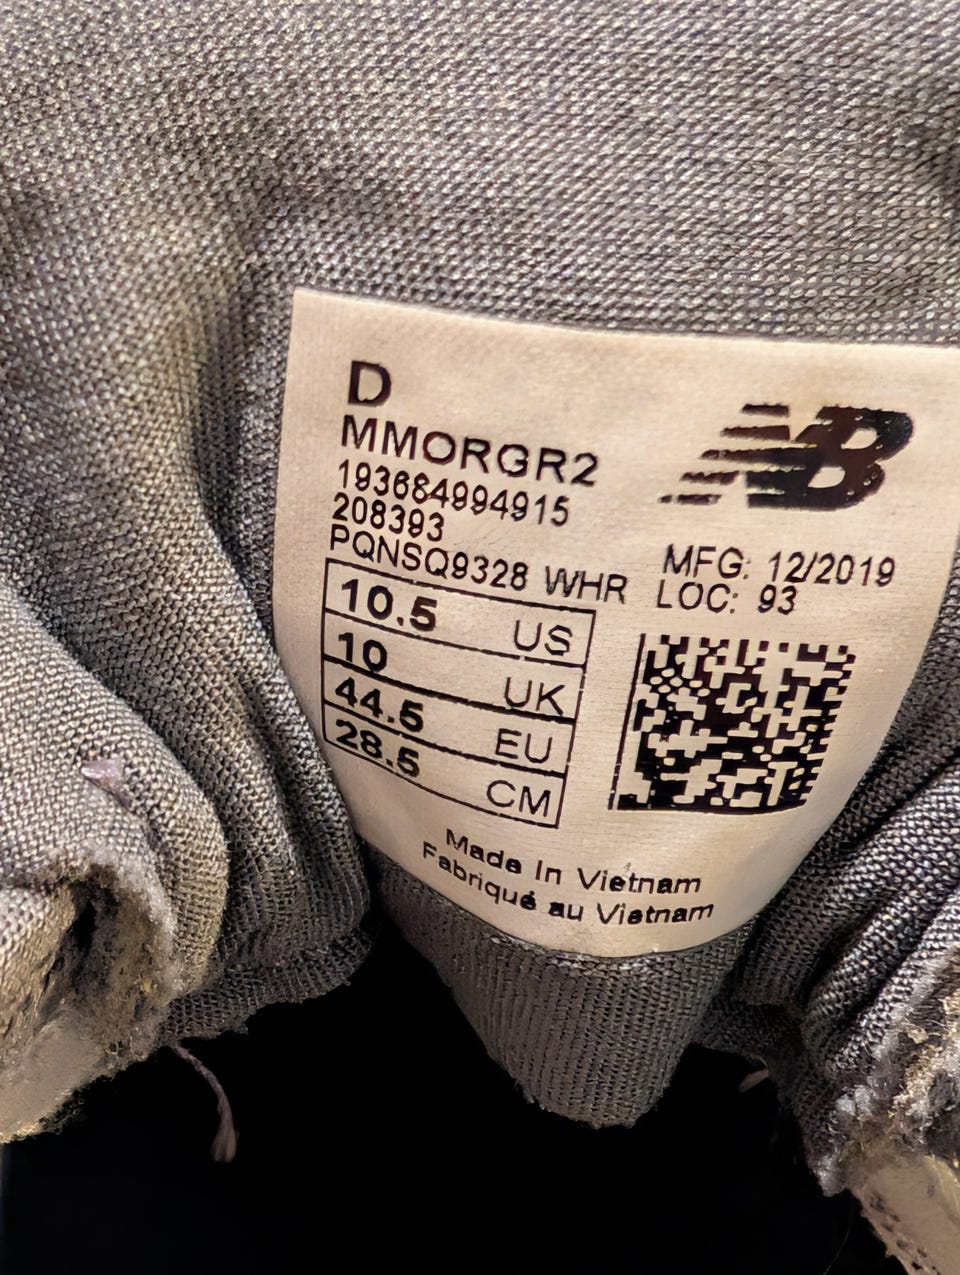 D
MMORGR2
193684994915
208393
PQNSQ9328 WHR
NB
MFG: 12/2019
LOC: 93
10.5 US
10 UK
44.5 EU
28.5 CM
Made In Vietnam
Fabriqué au Vietnam